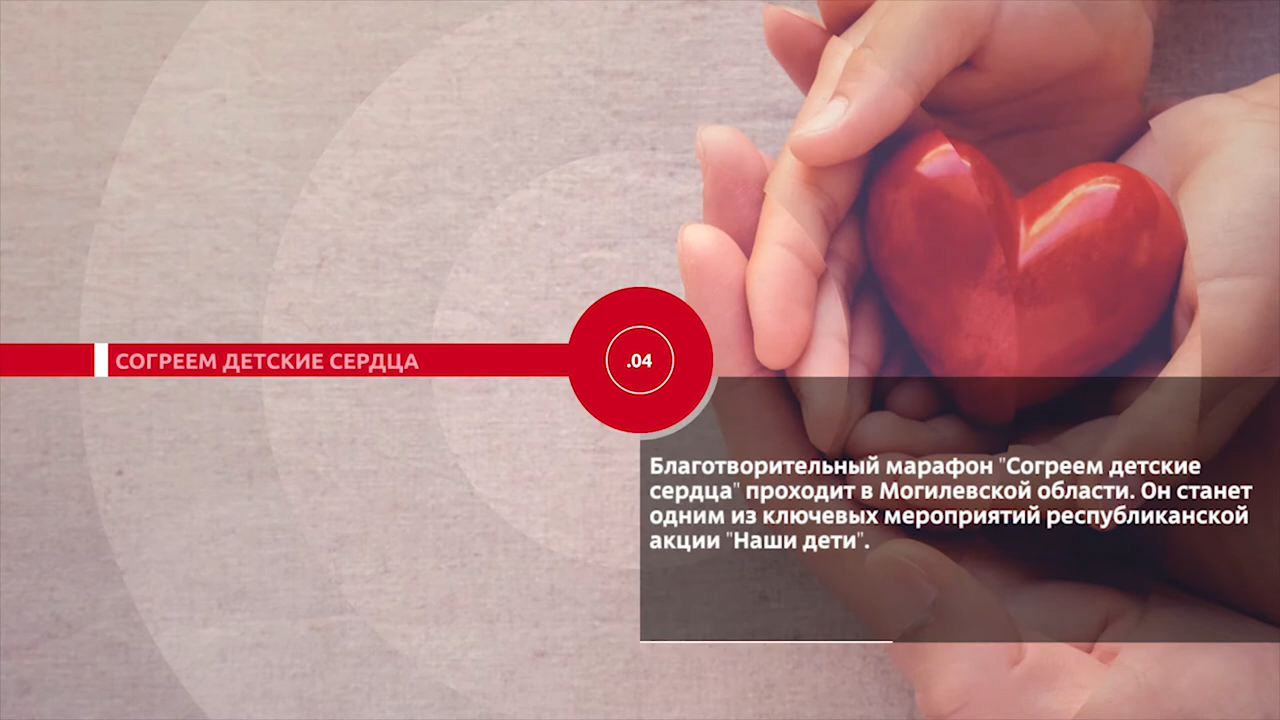 СОГРЕЕМ ДЕТСКИЕ СЕРДЦА
.04
Благотворительный марафон "Согреем детские
сердца" проходит в Могилевской области. Он станет
одним из ключевых мероприятий республиканской
акции "Наши дети".